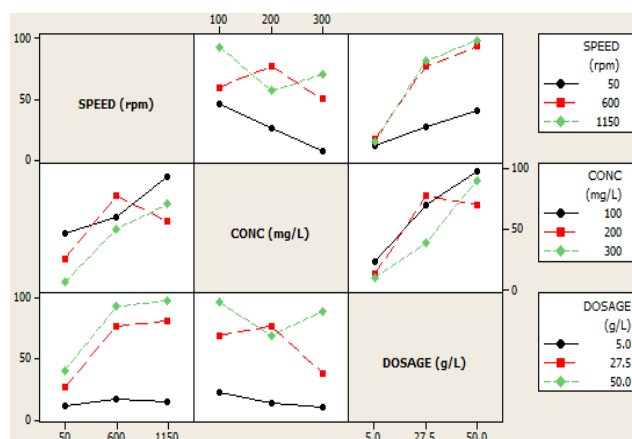 100 200 300
100
50
0
SPEED (rpm)
SPEED
(rpm)
50
600
1150
CONC (mg/L)
100
50
0
CONC
(mg/L)
100
200
300
100
50
0
DOSAGE (g/L)
DOSAGE
(g/L)
5.0
27.5
50.0
50 600 1150
5.0 27.5 50.0